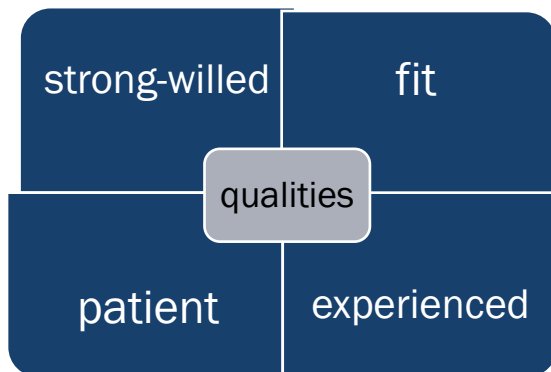 strong-willed
fit
qualities
patient
experienced